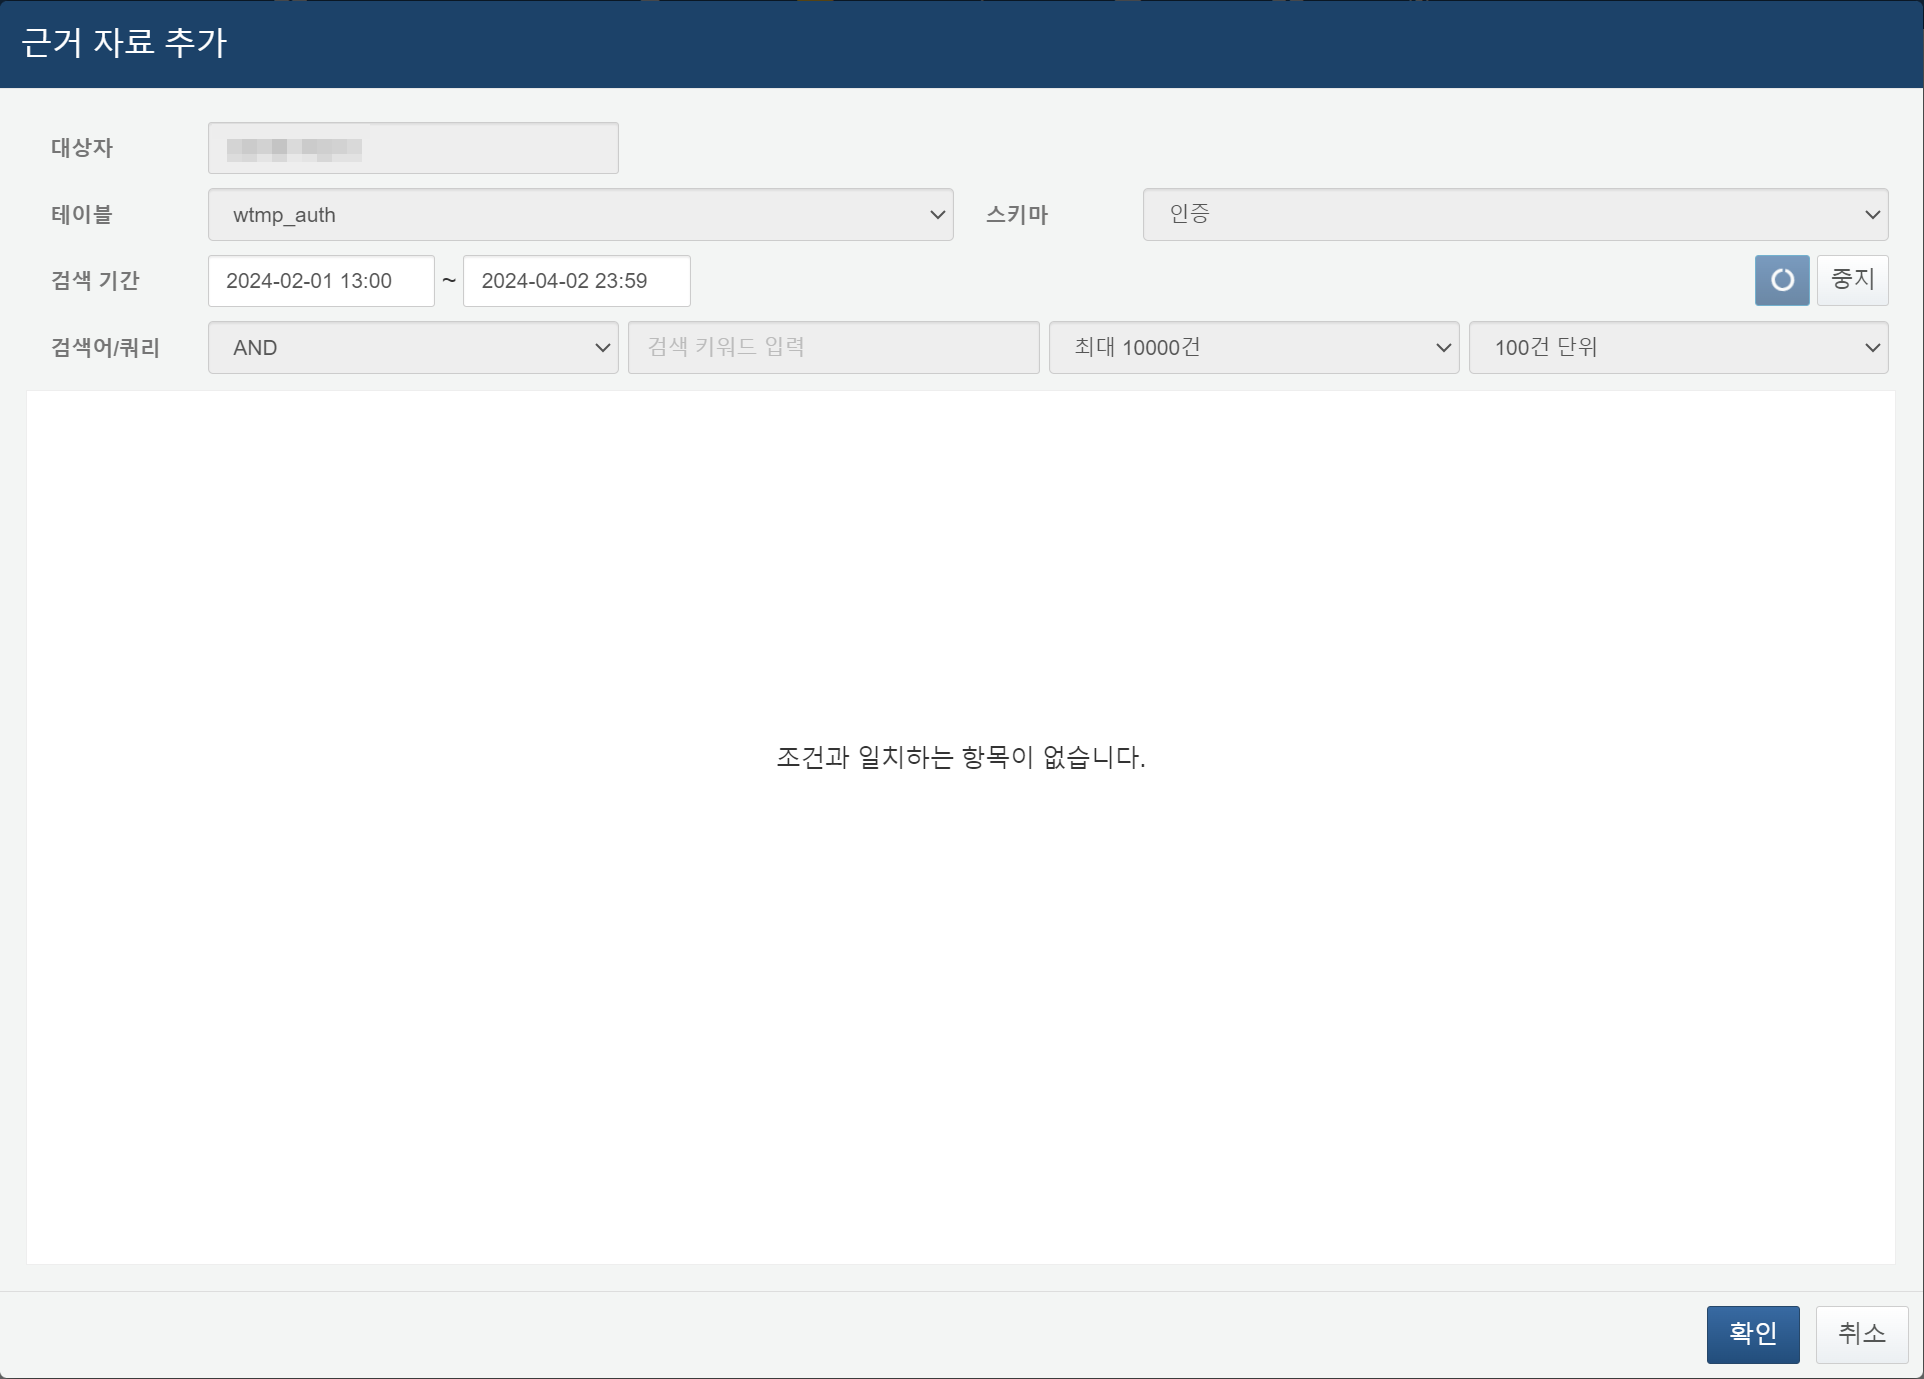 근거 자료 추가
대상자
테이블 wtmp_auth 스키마 인증
검색 기간 2024-02-01 13:00 ~ 2024-04-02 23:59 중지
검색어/쿼리 AND 검색 키워드 입력 최대 10000건 100건 단위
조건과 일치하는 항목이 없습니다.
확인 취소